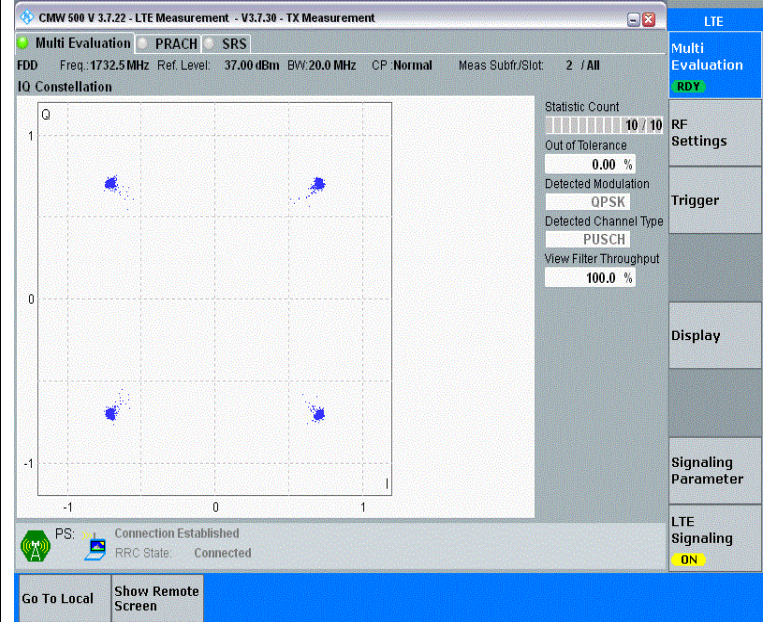 CMW 500 V 3.7.22 - LTE Measurement - V3.7.30 - TX Measurement
LTE
Multi Evaluation PRACH SRS
FDD Freq.:1732.5 MHz Ref. Level: 37.00 dBm BW:20.0 MHz CP :Normal Meas Subfr./Slot: 2 / All
IQ Constellation
Q
1
0
-1
-1 0 1
I
Statistic Count
10 / 10
Out of Tolerance
0.00 %
Detected Modulation
QPSK
Detected Channel Type
PUSCH
View Filter Throughput
100.0 %
Multi
Evaluation
RDY
RF
Settings
Trigger
Display
Signaling
Parameter
LTE
Signaling
ON
PS: Connection Established
RRC State: Connected
Go To Local
Show Remote
Screen